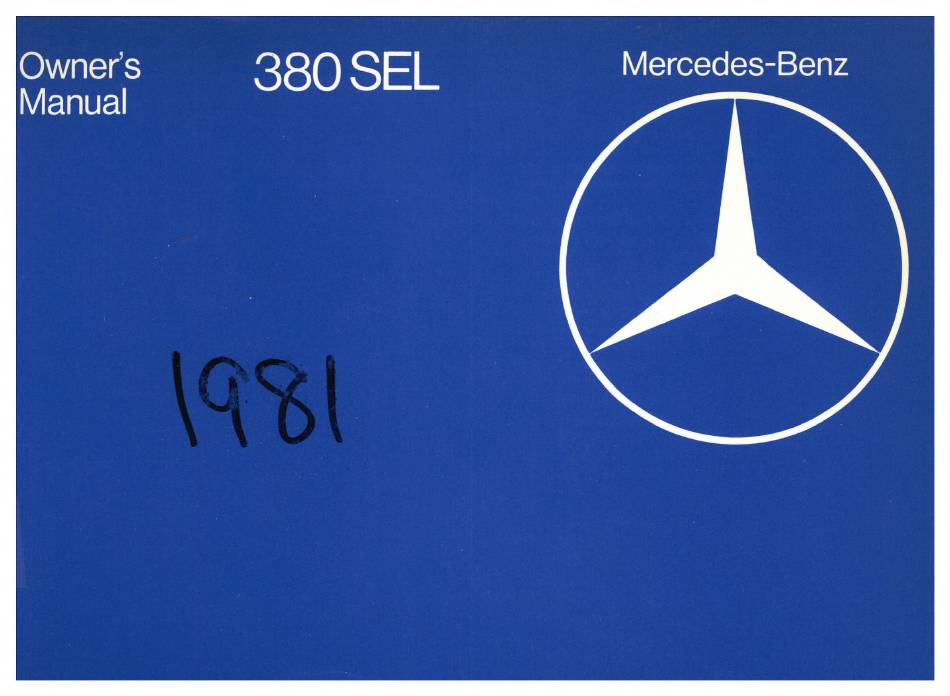 Owner's
Manual
380 SEL
Mercedes-Benz
1981